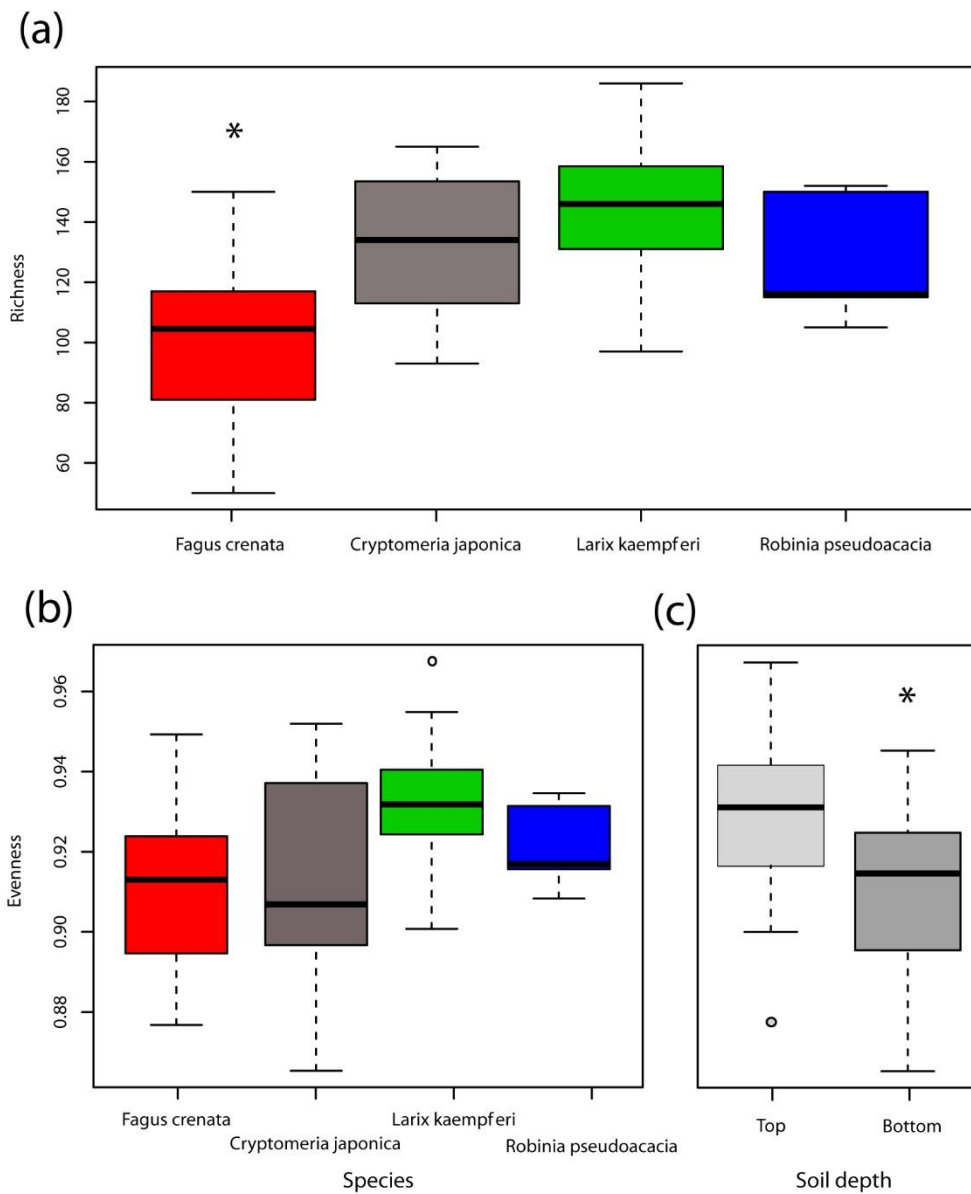 (a)
*
Richness
180
160
140
120
100
80
60
Fagus crenata Cryptomeria japonica Larix kaempferi Robinia pseudoacacia
(b)
Evenness
0.96
0.94
0.92
0.90
0.88
Fagus crenata Larix kaempferi
Cryptomeria japonica Robinia pseudoacacia
Species
(c)
*
Top Bottom
Soil depth